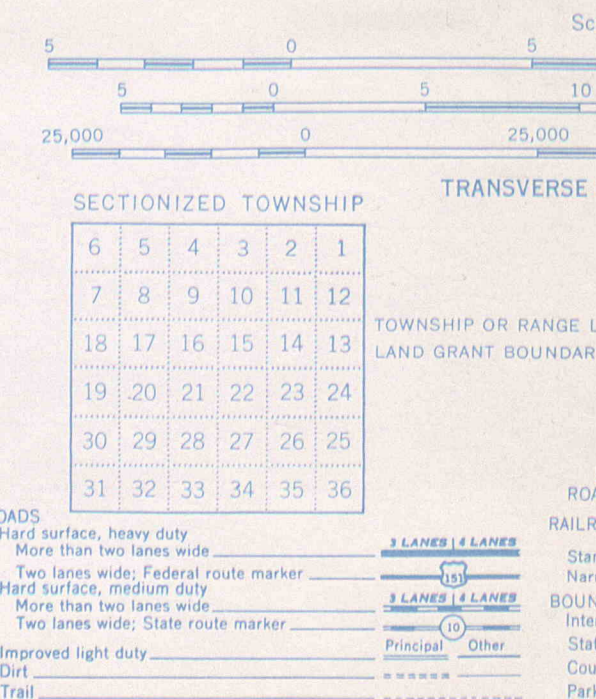 Sc
5 0 5
5 0 5 10
25,000 0 25,000
TRANSVERSE
SECTIONIZED TOWNSHIP
6 5 4 3 2 1
7 8 9 10 11 12
18 17 16 15 14 13
19 20 21 22 23 24
30 29 28 27 26 25
31 32 33 34 35 36
TOWNSHIP OR RANGE L
LAND GRANT BOUNDAR
OADS
Hard surface, heavy duty
More than two lanes wide 3 LANES | 4 LANES
Two lanes wide; Federal route marker 151
Hard surface, medium duty
More than two lanes wide 3 LANES | 4 LANES
Two lanes wide; State route marker 10
Principal Other
Improved light duty
Dirt
Trail
ROA
RAILR
Stan
Narr
BOUN
Inte
Stat
Cou
Park